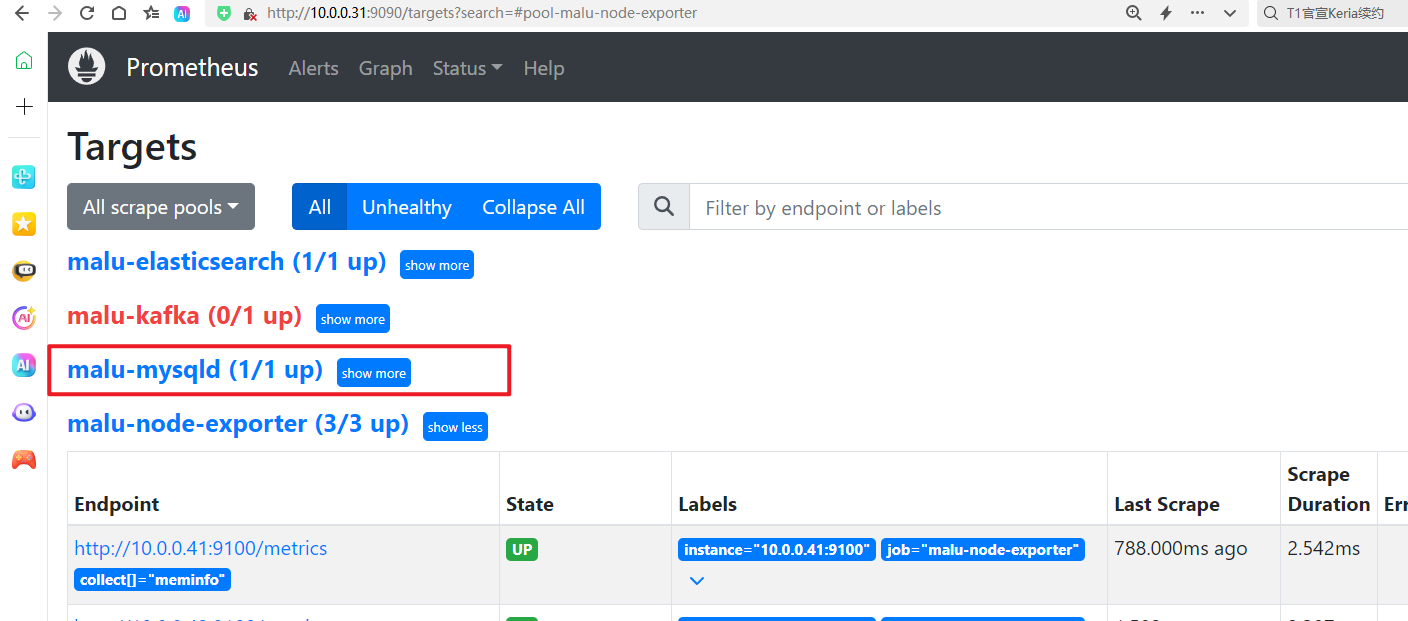 http://10.0.0.31:9090/targets?search=#pool-malu-node-exporter
T1官宣Keria续约
AI
Prometheus Alerts Graph Status Help
Targets
All scrape pools All Unhealthy Collapse All Filter by endpoint or labels
malu-elasticsearch (1/1 up) show more
malu-kafka (0/1 up) show more
malu-mysqld (1/1 up) show more
malu-node-exporter (3/3 up) show less
Endpoint State Labels Last Scrape Scrape Duration Err
http://10.0.0.41:9100/metrics UP instance="10.0.0.41:9100" job="malu-node-exporter" 788.000ms ago 2.542ms
collect[]="meminfo"
AI
AI